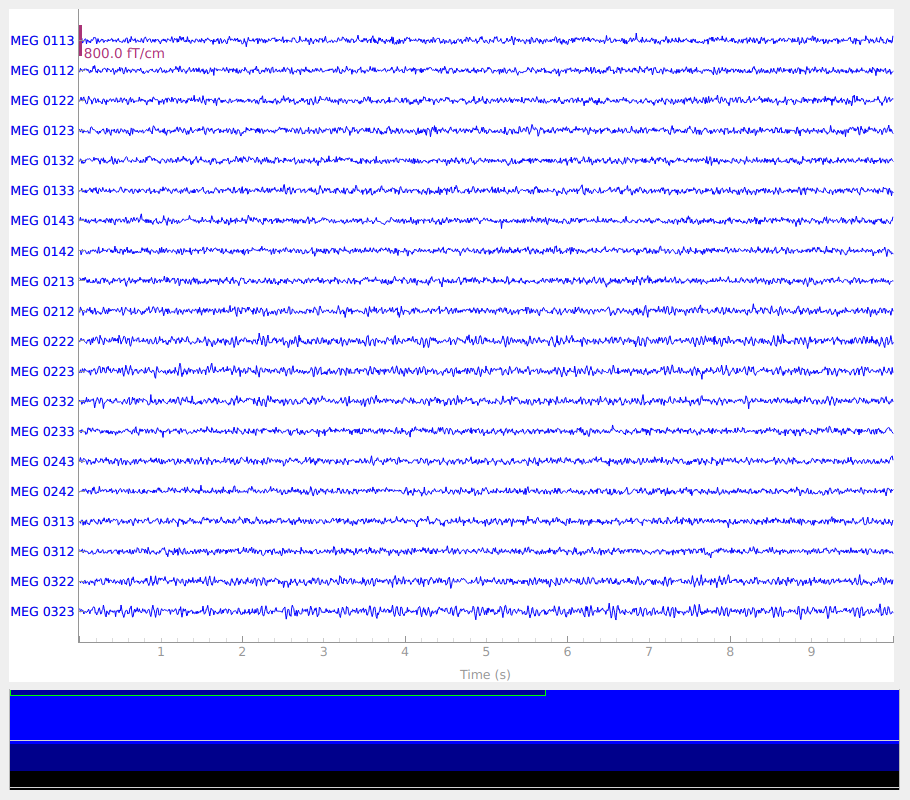 MEG 0113
800.0 fT/cm
MEG 0112
MEG 0122
MEG 0123
MEG 0132
MEG 0133
MEG 0143
MEG 0142
MEG 0213
MEG 0212
MEG 0222
MEG 0223
MEG 0232
MEG 0233
MEG 0243
MEG 0242
MEG 0313
MEG 0312
MEG 0322
MEG 0323
1 2 3 4 5 6 7 8 9
Time (s)